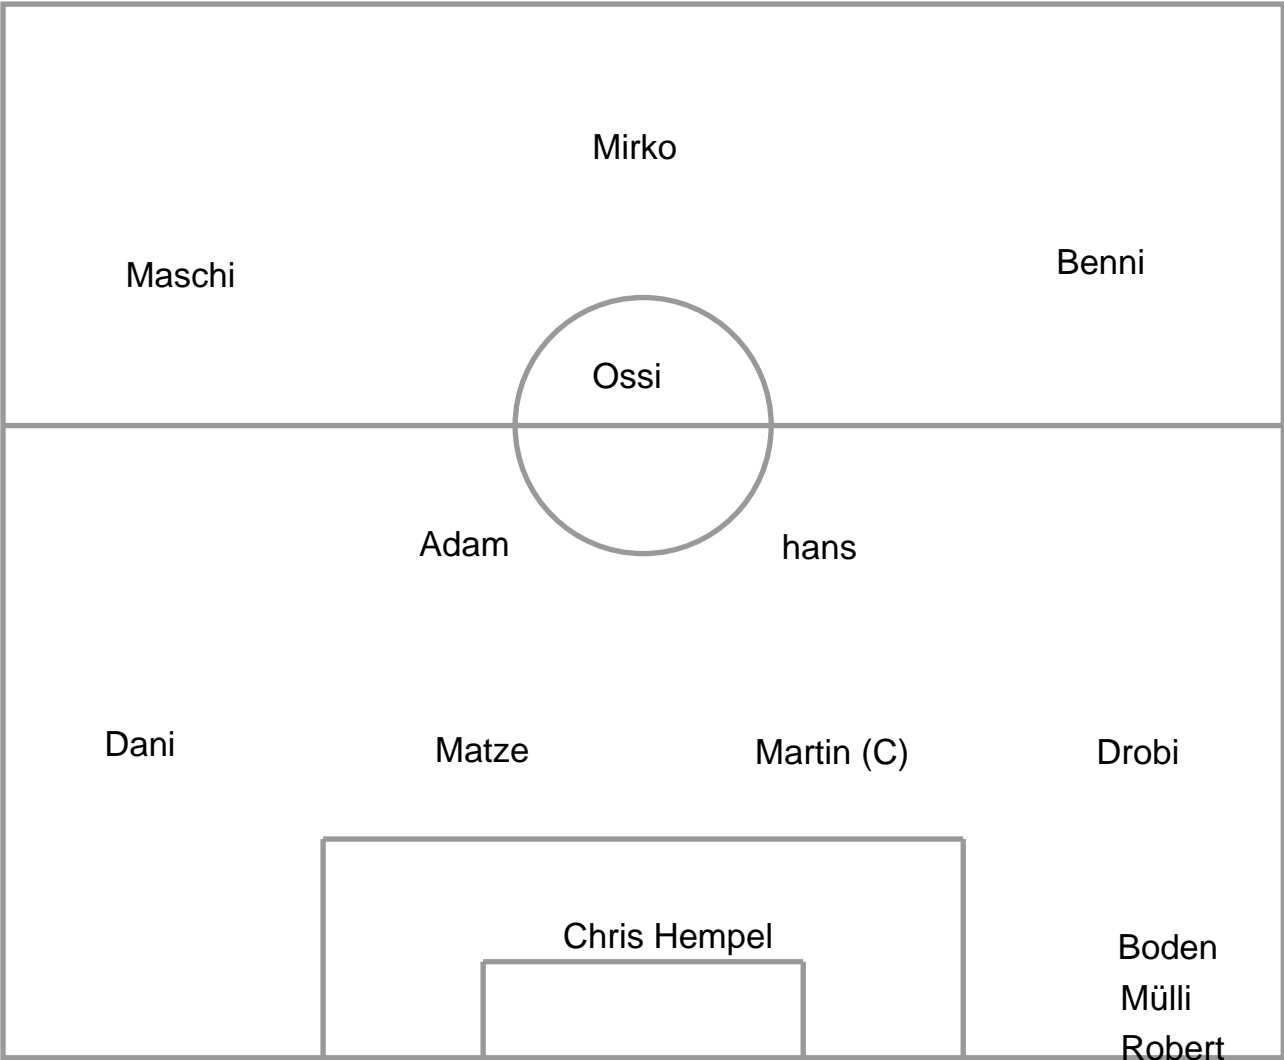 Mirko
Maschi
Benni
Ossi
Adam
hans
Dani
Matze
Martin (C)
Drobi
Chris Hempel
Boden
Mülli
Robert